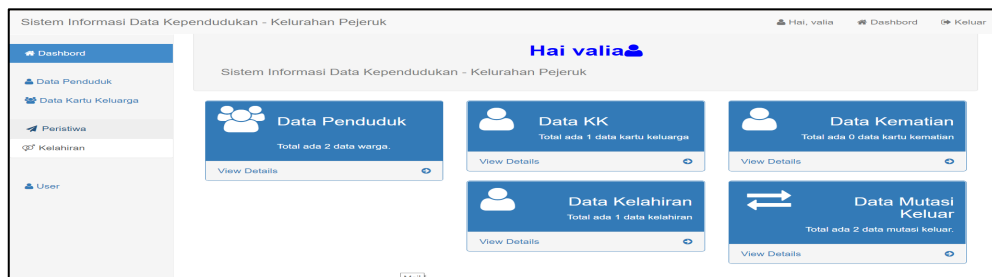 Sistem Informasi Data Kependudukan - Kelurahan Pejeruk
Hai, valia
Dashbord
Keluar
Dashbord
Data Penduduk
Data Kartu Keluarga
Peristiwa
Kelahiran
User
Hai valia
Sistem Informasi Data Kependudukan - Kelurahan Pejeruk
Data Penduduk
Total ada 2 data warga.
View Details
Data KK
Total ada 1 data kartu keluarga
View Details
Data Kematian
Total ada 0 data kartu kematian
View Details
Data Kelahiran
Total ada 1 data kelahiran
View Details
Data Mutasi
Keluar
Total ada 2 data mutasi keluar.
View Details